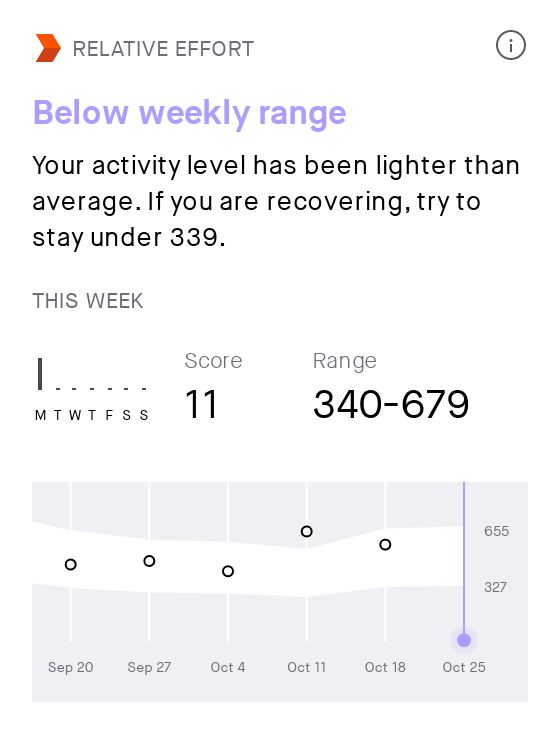 RELATIVE EFFORT
Below weekly range
Your activity level has been lighter than
average. If you are recovering, try to
stay under 339.
THIS WEEK
Score
Range
M T W T F S S
11
340-679
655
327
Sep 20
Sep 27
Oct 4
Oct 11
Oct 18
Oct 25